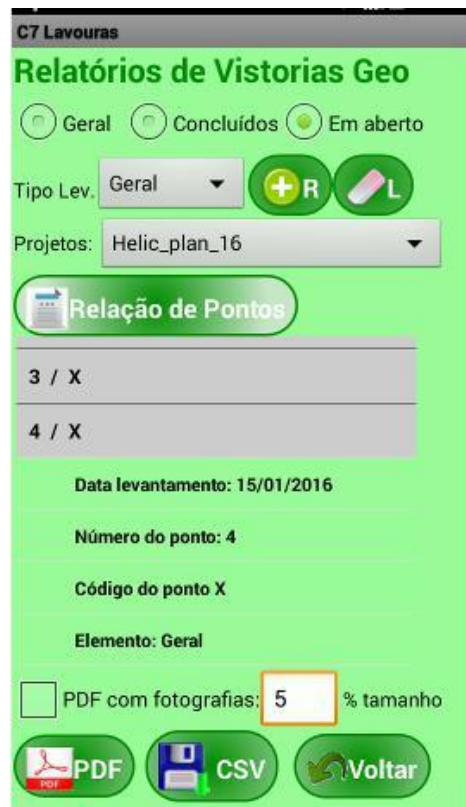 C7 Lavouras
Relatórios de Vistorias Geo
Geral Concluídos Em aberto
Tipo Lev. Geral R L
Projetos: Helic_plan_16
Relação de Pontos
3 / X
4 / X
Data levantamento: 15/01/2016
Número do ponto: 4
Código do ponto X
Elemento: Geral
PDF com fotografias: 5 % tamanho
PDF PDF CSV Voltar